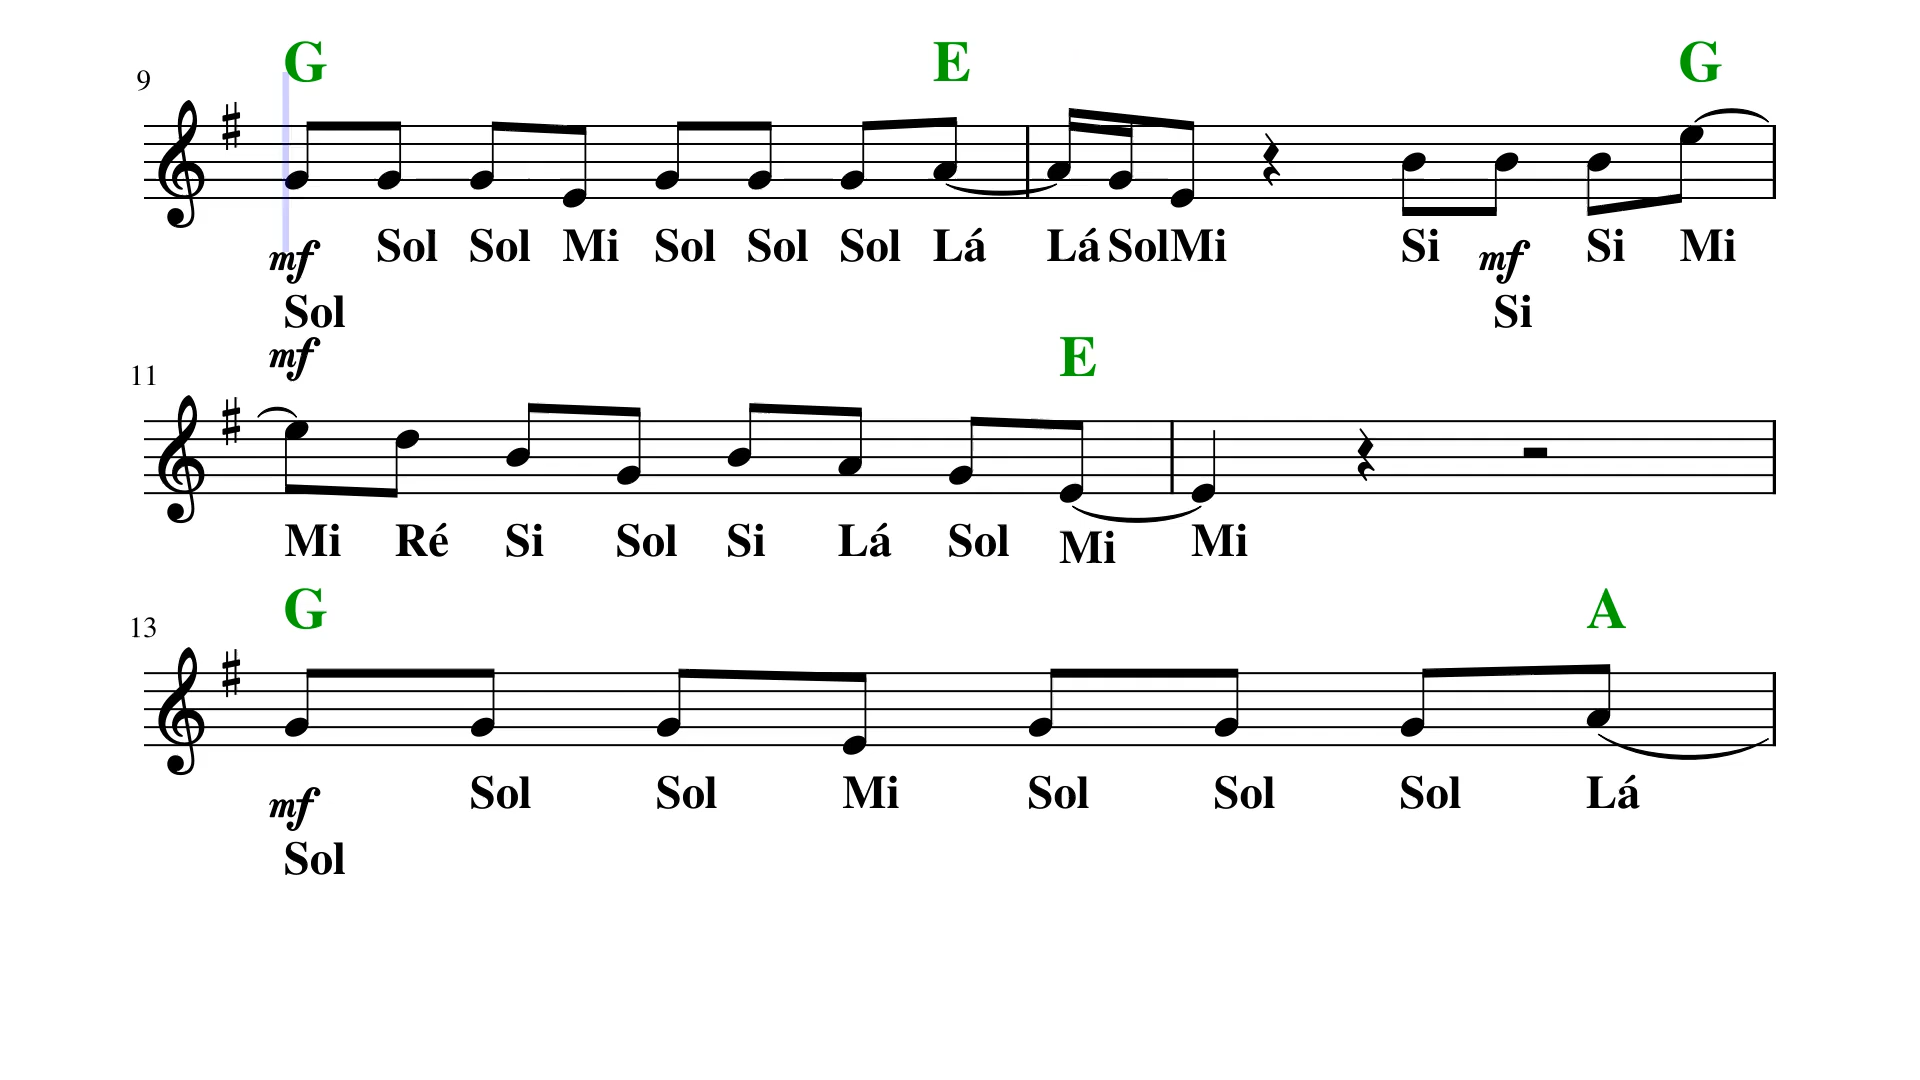 G E G
9
Sol Sol Mi Sol Sol Sol Lá Lá Sol Mi Si Si Mi
mf mf
Sol Si
mf E
11
Mi Ré Si Sol Si Lá Sol Mi Mi
G A
13
Sol Sol Mi Sol Sol Sol Lá
mf
Sol